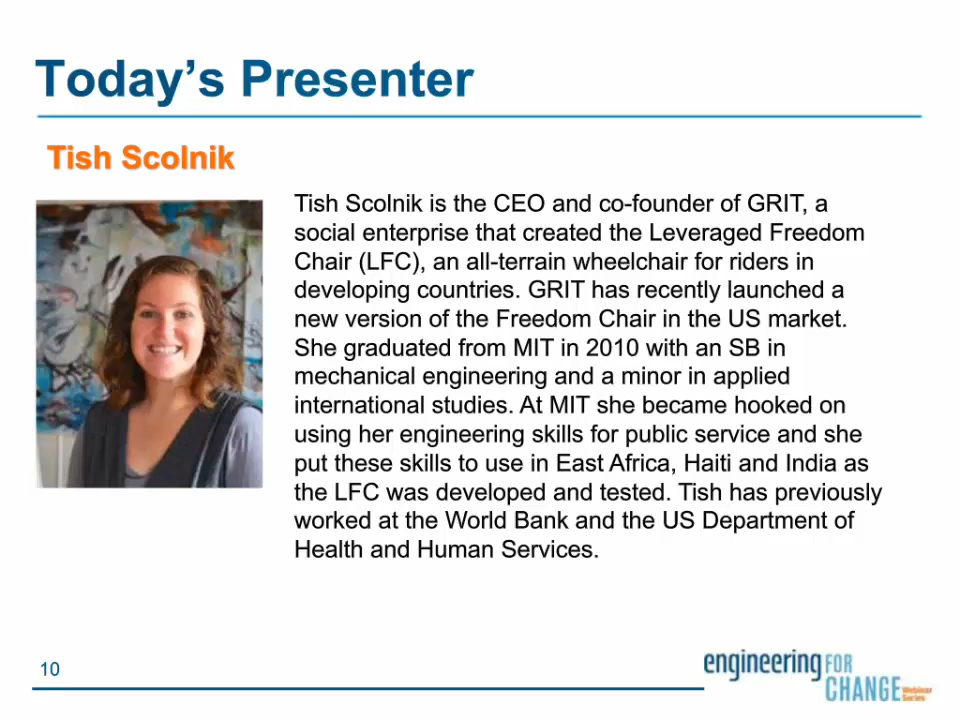 Today's Presenter
Tish Scolnik
Tish Scolnik is the CEO and co-founder of GRIT, a
social enterprise that created the Leveraged Freedom
Chair (LFC), an all-terrain wheelchair for riders in
developing countries. GRIT has recently launched a
new version of the Freedom Chair in the US market.
She graduated from MIT in 2010 with an SB in
mechanical engineering and a minor in applied
international studies. At MIT she became hooked on
using her engineering skills for public service and she
put these skills to use in East Africa, Haiti and India as
the LFC was developed and tested. Tish has previously
worked at the World Bank and the US Department of
Health and Human Services.
10
engineering FOR
CHANGE Webinar
Series